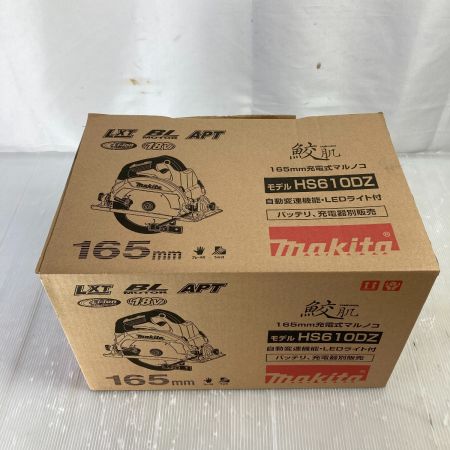 LXT BL MOTOR APT
Li-ion 18V
鮫肌
165mm充電式マルノコ
モデル HS610DZ
自動変速機能・LEDライト付
バッテリ、充電器別販売
makita
165mm
LXT BL MOTOR APT
Li-ion 18V
鮫肌
165mm充電式マルノコ
モデル HS610DZ
自動変速機能・LEDライト付
バッテリ、充電器別販売
makita
165mm